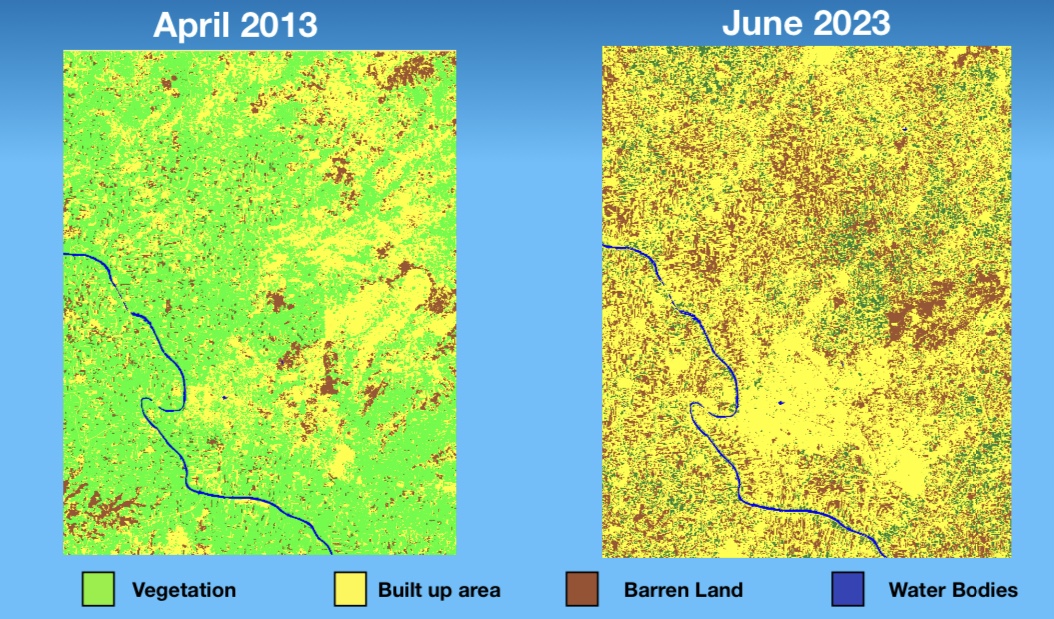 April 2013
June 2023
Vegetation
Built up area
Barren Land
Water Bodies